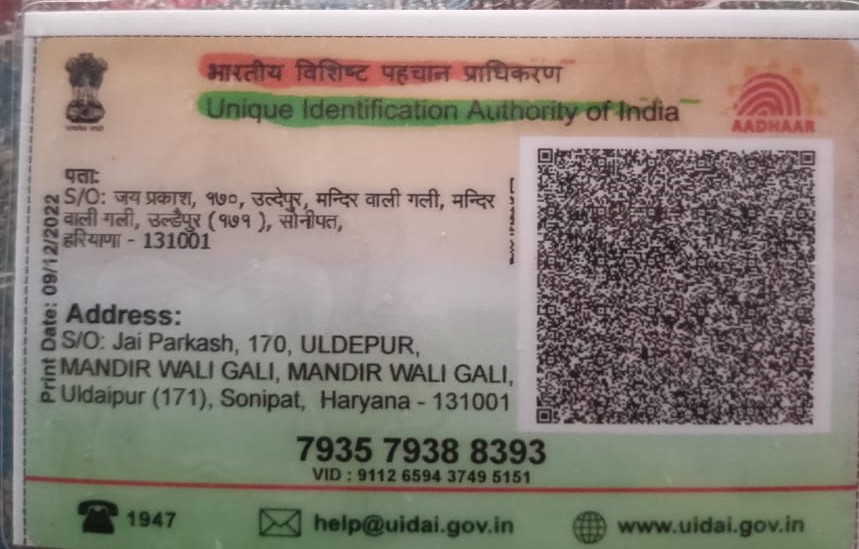 भारतीय विशिष्ट पहचान प्राधिकरण
Unique Identification Authority of India
AADHAAR
पता:
S/O: जय प्रकाश, १७०, उल्देपुर, मन्दिर वाली गली, मन्दिर
वाली गली, उल्डैपुर (१७१ ), सोनीपत,
हरियाणा - 131001
Print Date: 09/12/2022
Address:
S/O: Jai Parkash, 170, ULDEPUR,
MANDIR WALI GALI, MANDIR WALI GALI,
Uldaipur (171), Sonipat, Haryana - 131001
7935 7938 8393
VID : 9112 6594 3749 5151
1947
help@uidai.gov.in
www.uidai.gov.in